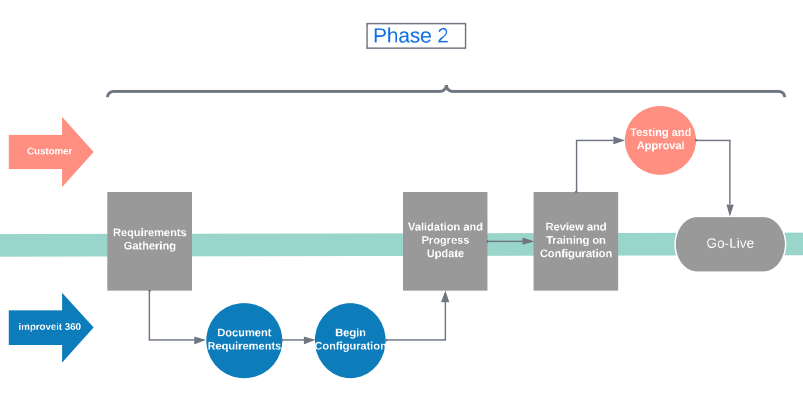 Phase 2
Customer
Testing and
Approval
Requirements
Gathering
Validation and
Progress
Update
Review and
Training on
Configuration
Go-Live
improveit 360
Document
Requirements
Begin
Configuration